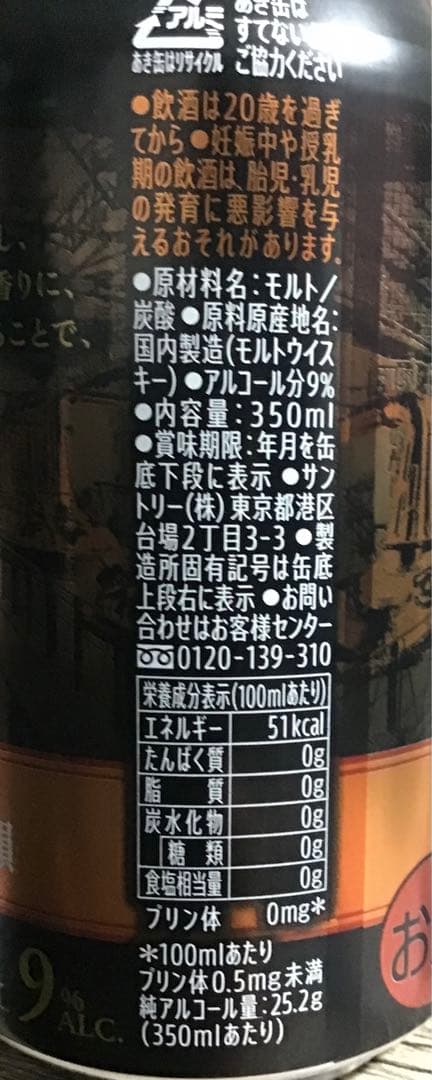 アルミ
あき缶はリサイクル
あき缶は
すてない
ご協力ください
●飲酒は20歳を過ぎ
てから ●妊娠中や授乳
期の飲酒は、胎児・乳児
の発育に悪影響を与
えるおそれがあります。
●原材料名：モルト／
炭酸 ●原料原産地名：
国内製造（モルトウイス
キー） ●アルコール分9%
●内容量：350ml
●賞味期限：年月を缶
底下段に表示 ●サン
トリー（株）東京都港区
台場2丁目3-3 ●製
造所固有記号は缶底
上段右に表示 ●お問い
合わせはお客様センター
0120-139-310
栄養成分表示（100mlあたり）
エネルギー 51kcal
たんぱく質 0g
脂質 0g
炭水化物 0g
糖類 0g
食塩相当量 0g
プリン体 0mg*
*100mlあたり
プリン体0.5mg未満
純アルコール量：25.2g
（350mlあたり）
し、
香りに、
ことで、
9%
ALC.
お